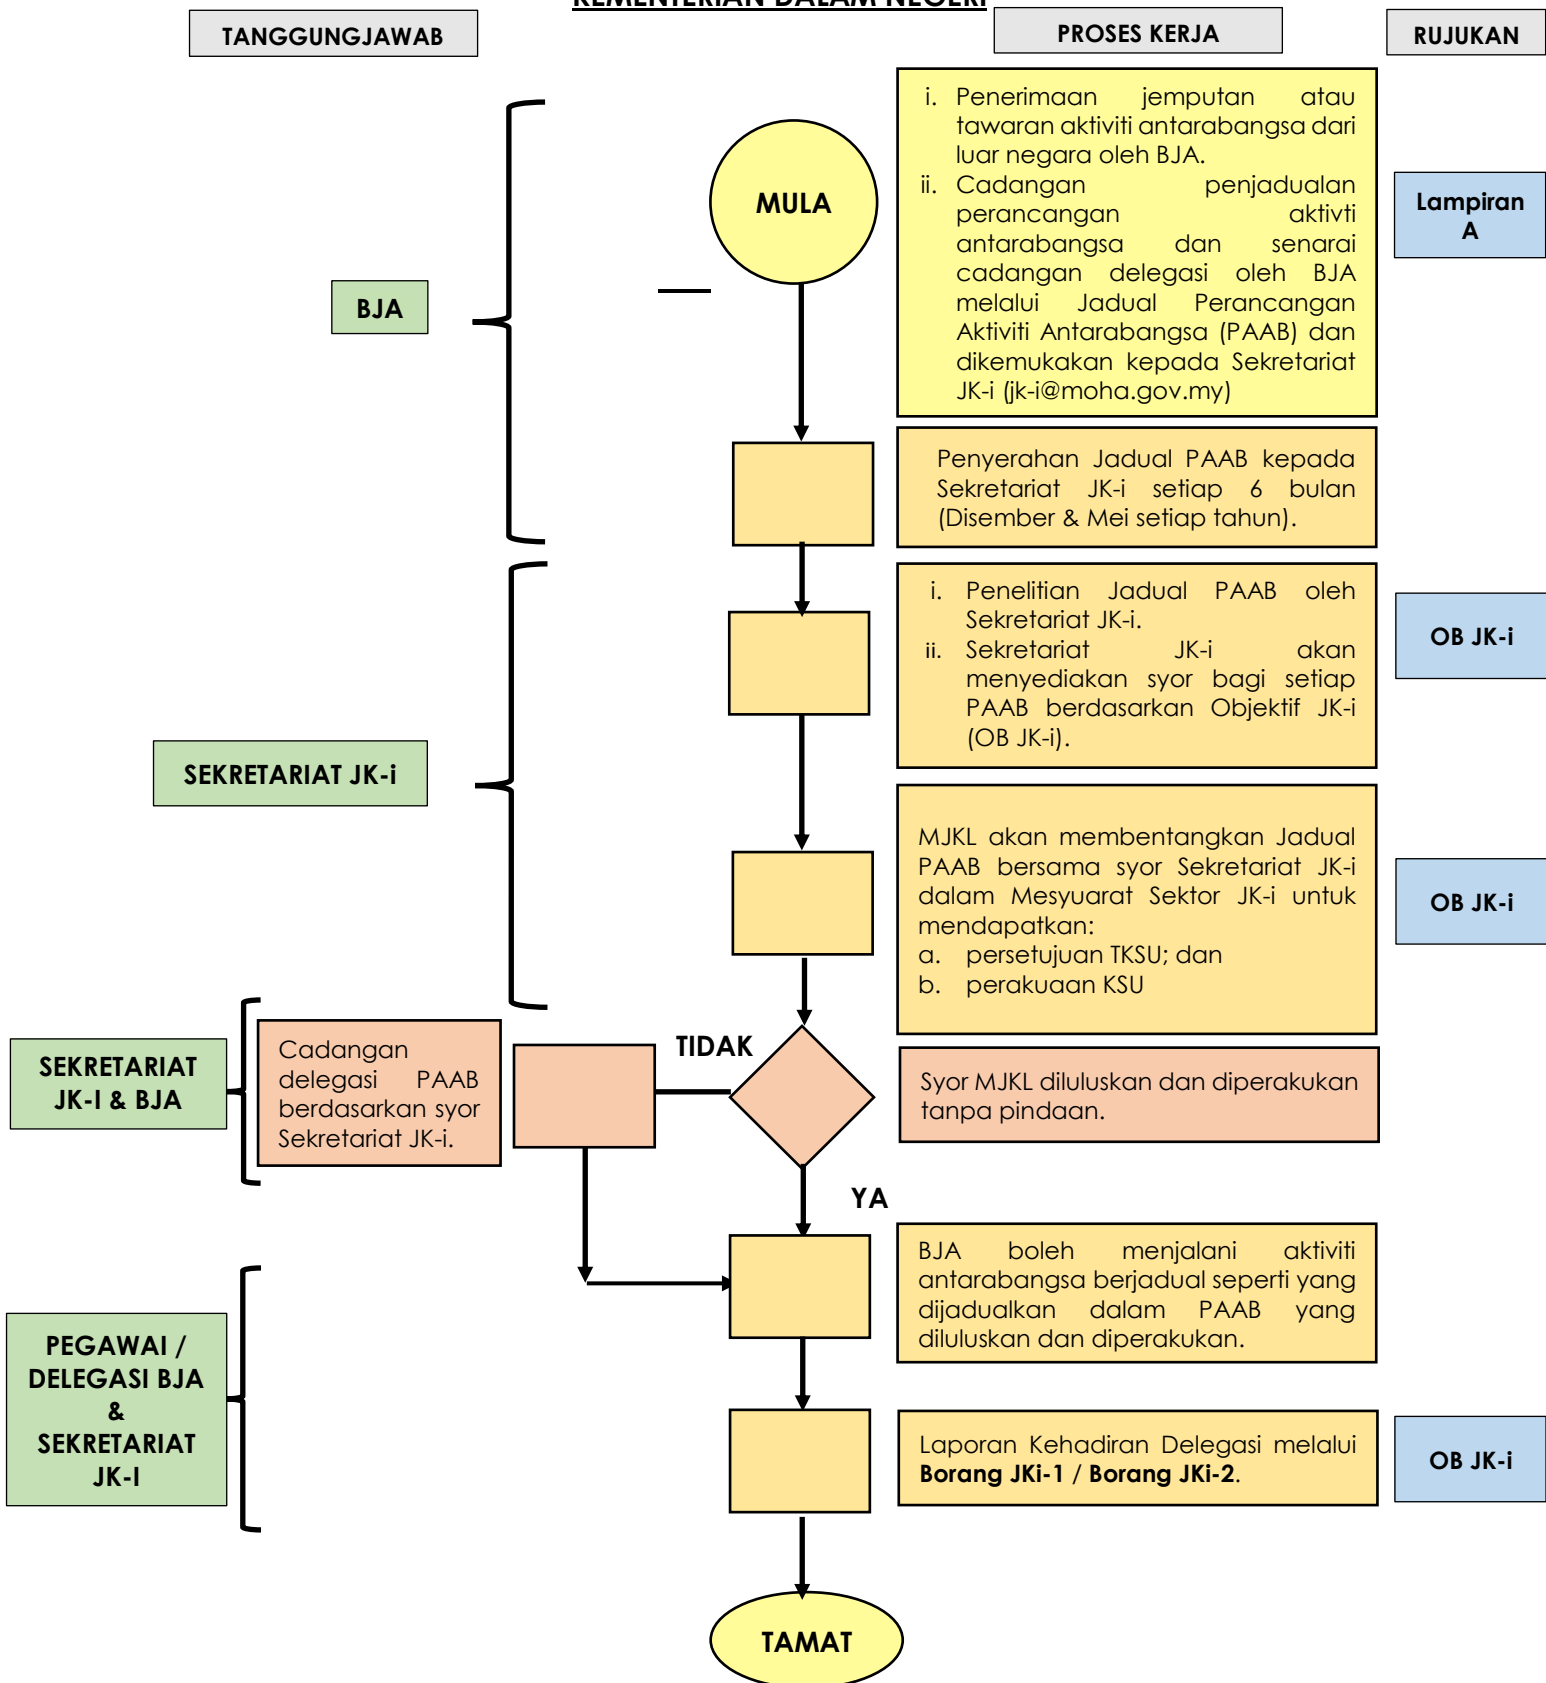 KEMENTERIAN DALAM NEGERI
TANGGUNGJAWAB
PROSES KERJA
RUJUKAN
BJA
MULA
i. Penerimaan jemputan atau
tawaran aktiviti antarabangsa dari
luar negara oleh BJA.
ii. Cadangan penjadualan
perancangan aktivti
antarabangsa dan senarai
cadangan delegasi oleh BJA
melalui Jadual Perancangan
Aktiviti Antarabangsa (PAAB) dan
dikemukakan kepada Sekretariat
JK-i (jk-i@moha.gov.my)
Lampiran
A
Penyerahan Jadual PAAB kepada
Sekretariat JK-i setiap 6 bulan
(Disember & Mei setiap tahun).
SEKRETARIAT JK-i
i. Penelitian Jadual PAAB oleh
Sekretariat JK-i.
ii. Sekretariat JK-i akan
menyediakan syor bagi setiap
PAAB berdasarkan Objektif JK-i
(OB JK-i).
OB JK-i
MJKL akan membentangkan Jadual
PAAB bersama syor Sekretariat JK-i
dalam Mesyuarat Sektor JK-i untuk
mendapatkan:
a. persetujuan TKSU; dan
b. perakuaan KSU
OB JK-i
SEKRETARIAT
JK-I & BJA
Cadangan
delegasi PAAB
berdasarkan syor
Sekretariat JK-i.
TIDAK
Syor MJKL diluluskan dan diperakukan
tanpa pindaan.
YA
PEGAWAI /
DELEGASI BJA
&
SEKRETARIAT
JK-I
BJA boleh menjalani aktiviti
antarabangsa berjadual seperti yang
dijadualkan dalam PAAB yang
diluluskan dan diperakukan.
Laporan Kehadiran Delegasi melalui
Borang JKi-1 / Borang JKi-2.
OB JK-i
TAMAT